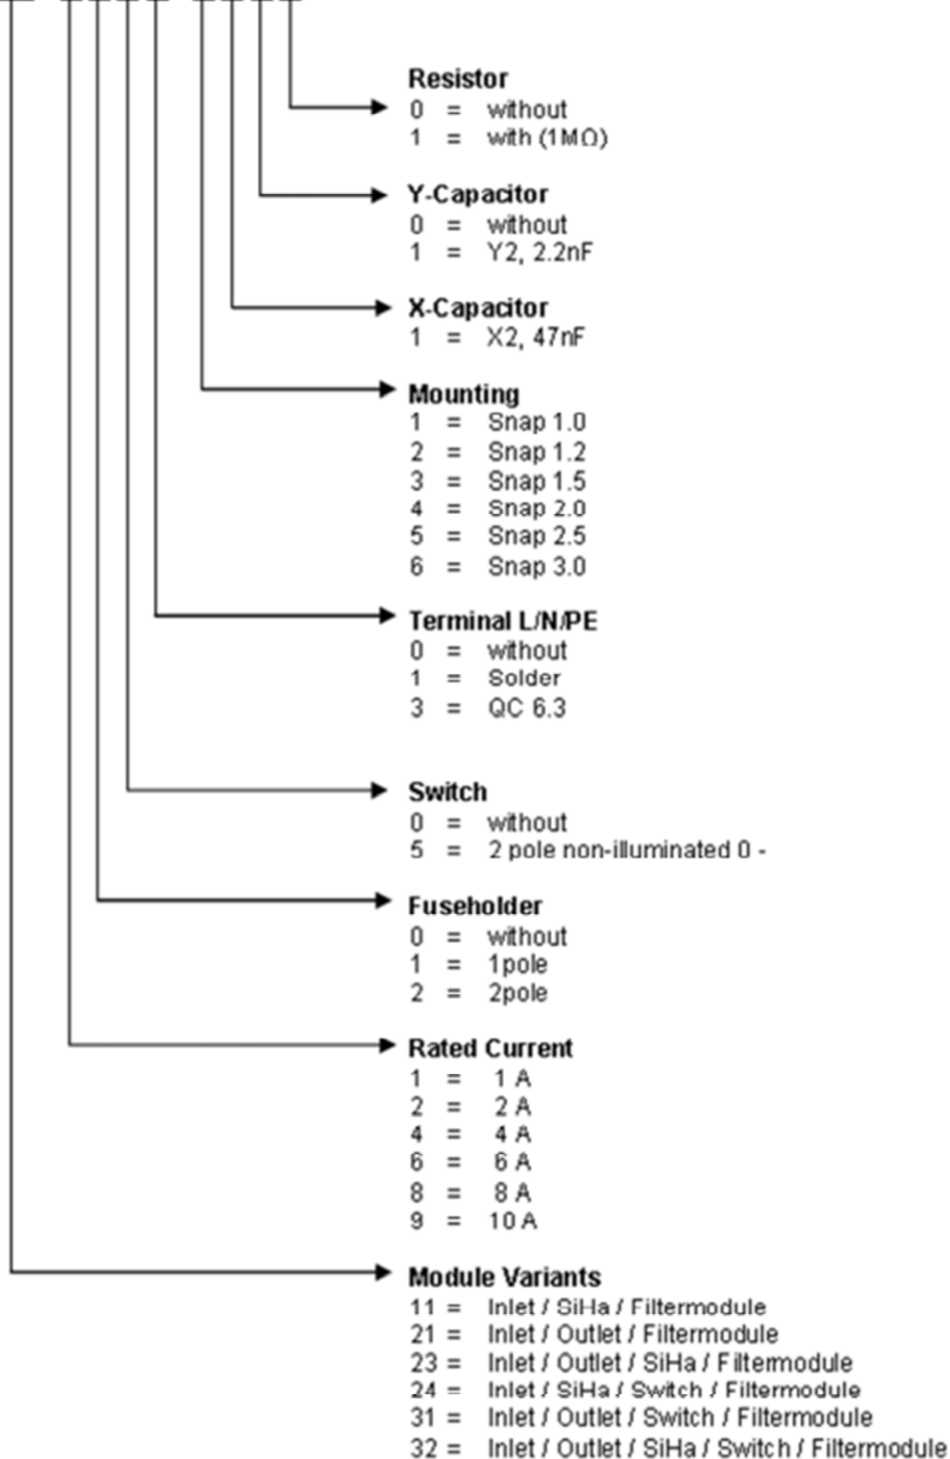 Resistor
0 = without
1 = with (1MΩ)
Y-Capacitor
0 = without
1 = Y2, 2.2nF
X-Capacitor
1 = X2, 47nF
Mounting
1 = Snap 1.0
2 = Snap 1.2
3 = Snap 1.5
4 = Snap 2.0
5 = Snap 2.5
6 = Snap 3.0
Terminal L/N/PE
0 = without
1 = Solder
3 = QC 6.3
Switch
0 = without
5 = 2 pole non-illuminated 0 -
Fuseholder
0 = without
1 = 1pole
2 = 2pole
Rated Current
1 = 1 A
2 = 2 A
4 = 4 A
6 = 6 A
8 = 8 A
9 = 10 A
Module Variants
11 = Inlet / SiHa / Filtermodule
21 = Inlet / Outlet / Filtermodule
23 = Inlet / Outlet / SiHa / Filtermodule
24 = Inlet / SiHa / Switch / Filtermodule
31 = Inlet / Outlet / Switch / Filtermodule
32 = Inlet / Outlet / SiHa / Switch / Filtermodule